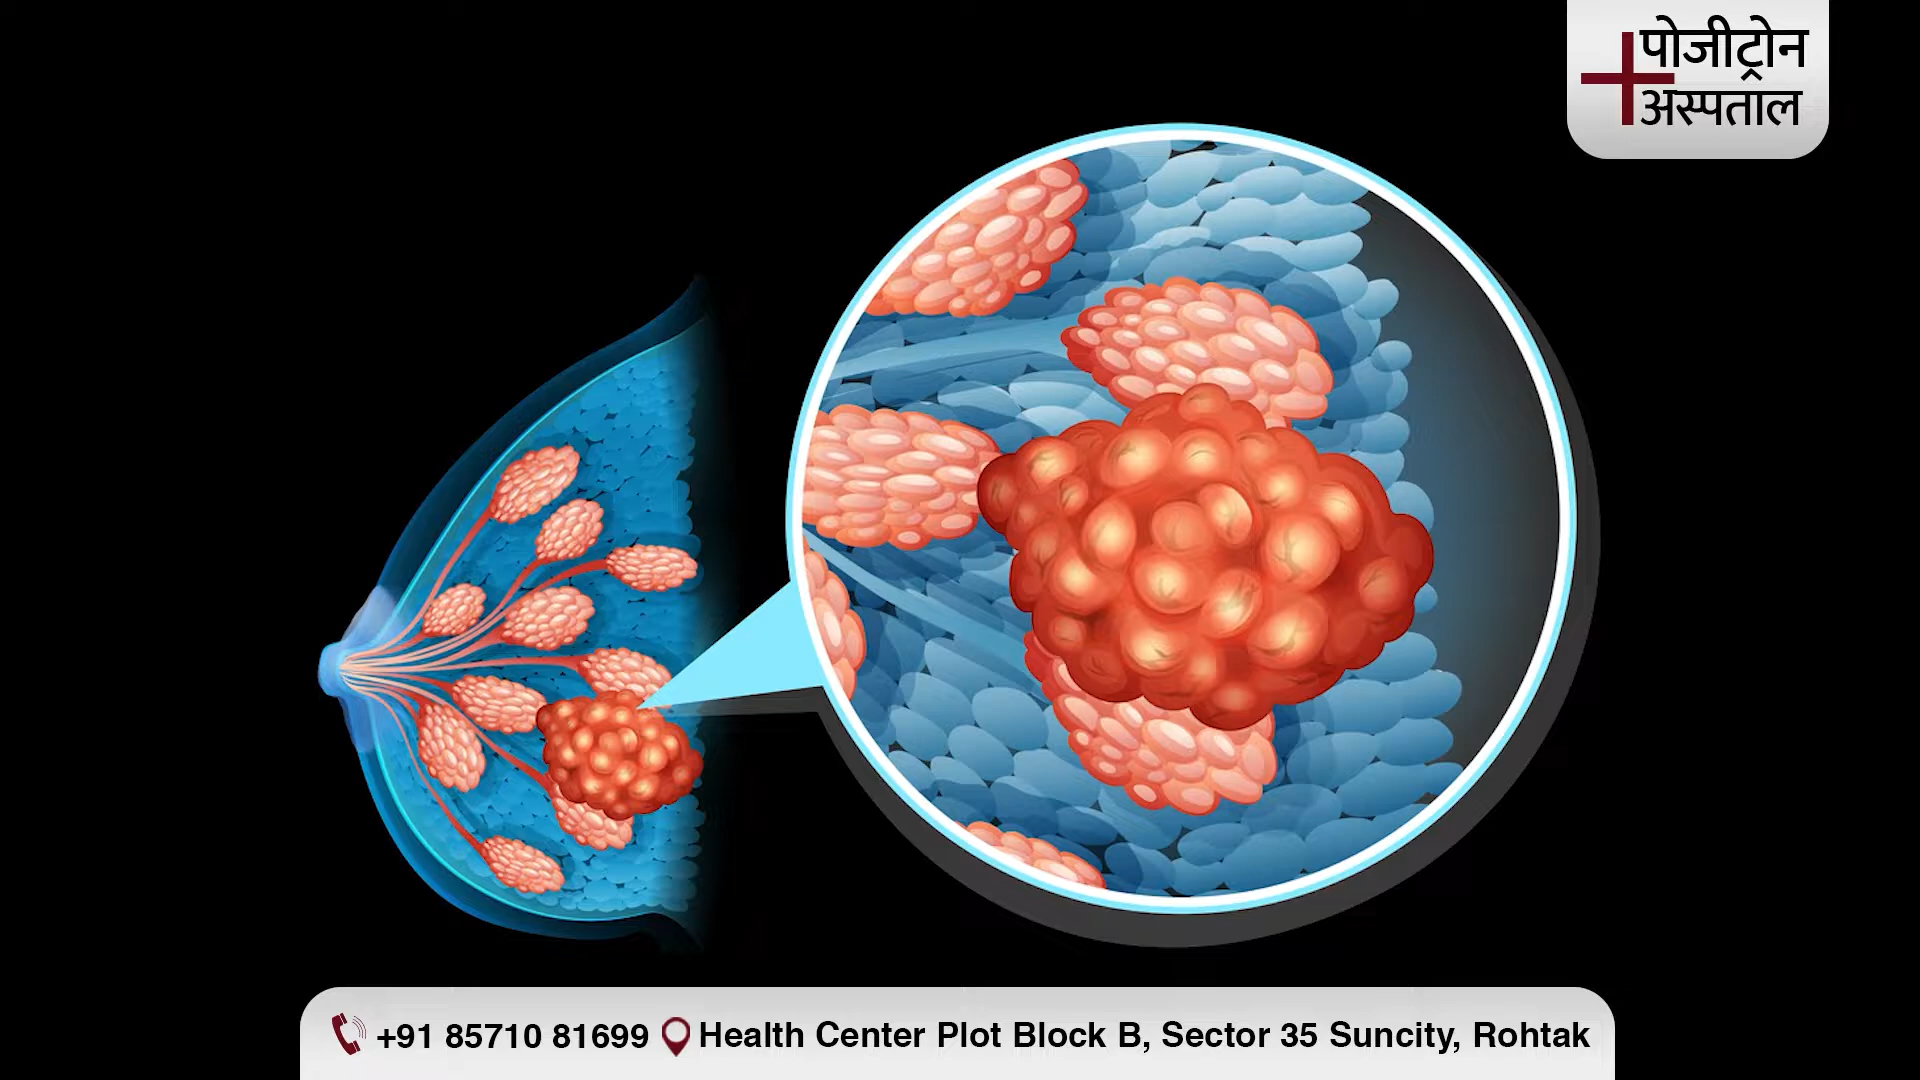 पोजीट्रोन
अस्पताल
+91 85710 81699 Health Center Plot Block B, Sector 35 Suncity, Rohtak